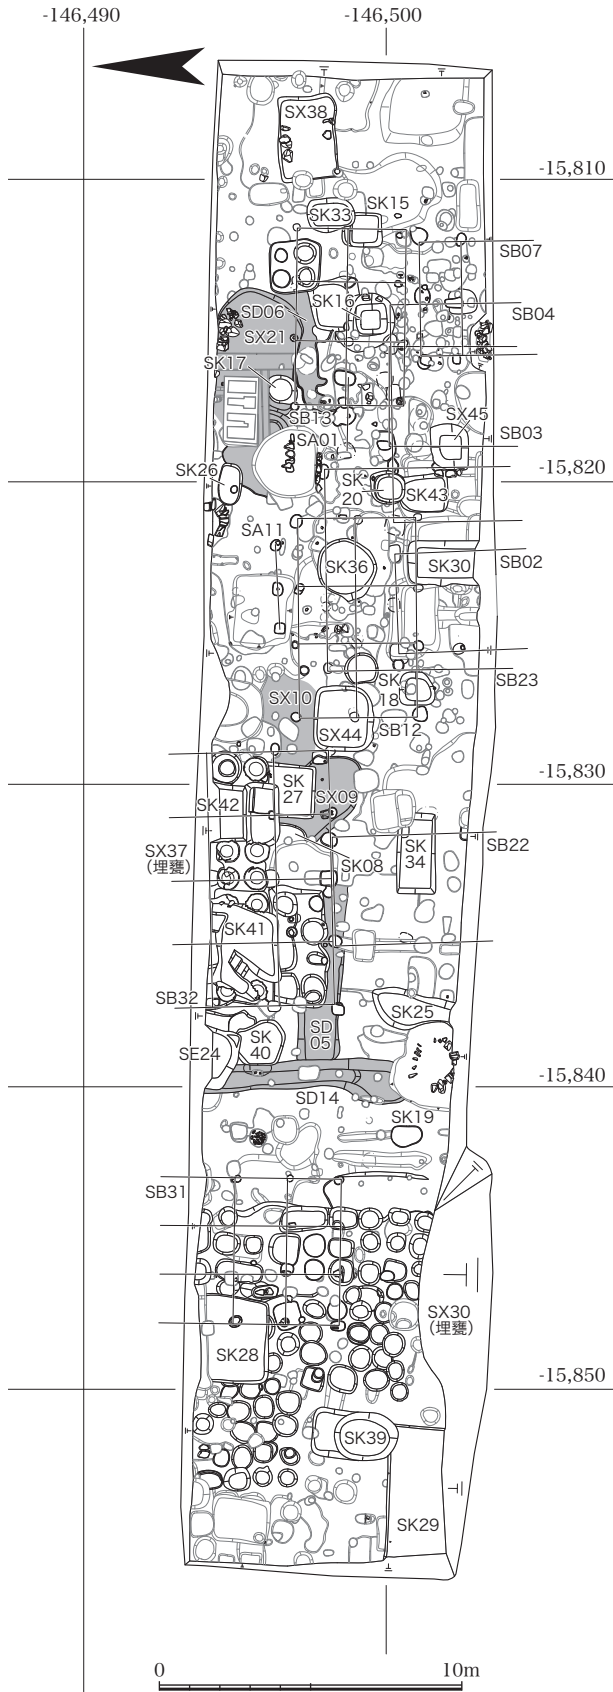 -146,490
-146,500
SX38
-15,810
SK15
SK33
SB07
SK16
SD06
SB04
SX21
SK17
SX45
SB13
SA01
SB03
SK26
-15,820
SK
20
SK43
SA11
SB02
SK36
SK30
SK
18
SB23
SX10
SX44
SB12
-15,830
SK
27
SX09
SK42
SB22
SX37
(埋甕)
SK08
SK
34
SK41
SB32
SK25
SD
05
SK
40
SE24
-15,840
SD14
SK19
SB31
SX30
(埋甕)
SK28
-15,850
SK39
SK29
0
10m